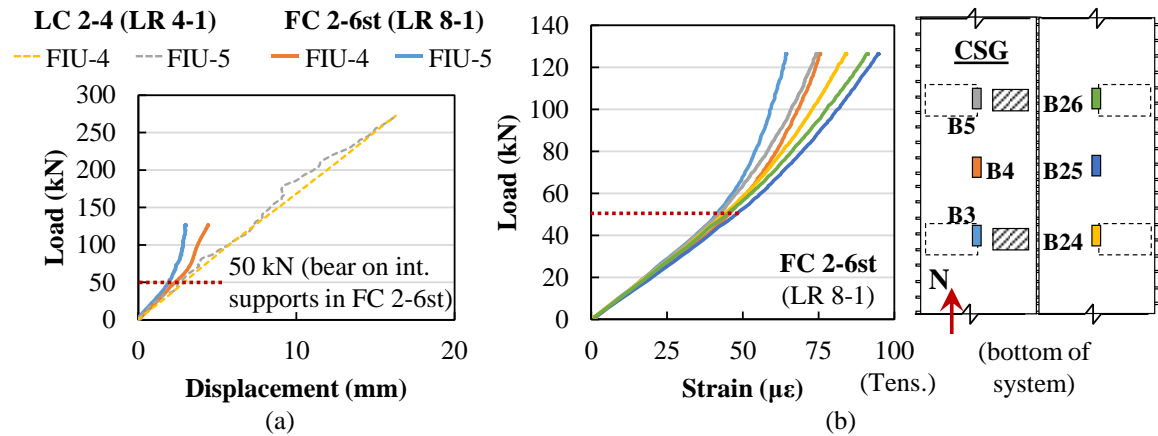 LC 2-4 (LR 4-1)
FC 2-6st (LR 8-1)
FIU-4
FIU-5
FIU-4
FIU-5
300
250
200
150
100
50
0
Load (kN)
50 kN (bear on int.
supports in FC 2-6st)
0
10
20
Displacement (mm)
(a)
140
120
100
80
60
40
20
0
Load (kN)
FC 2-6st
(LR 8-1)
0
25
50
75
100
Strain (µε)
(Tens.)
(b)
CSG
B5
B26
B4
B25
B3
B24
N
(bottom of
system)